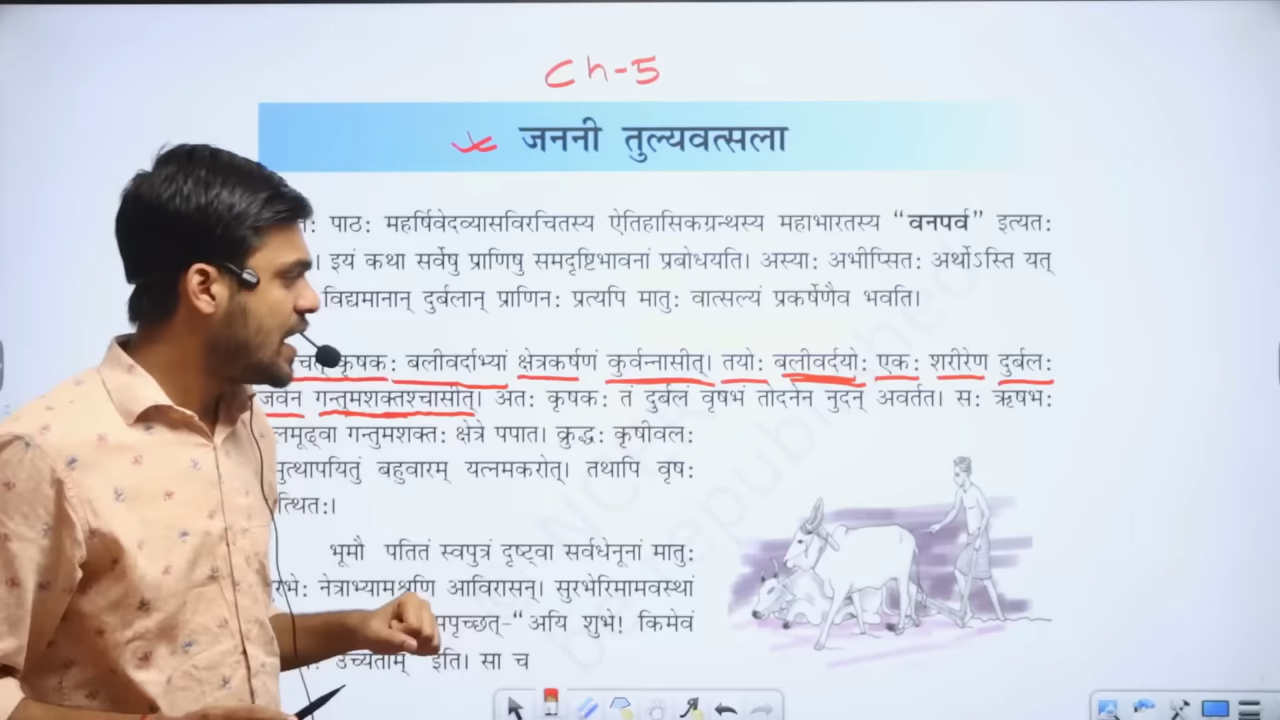 Ch-5
जननी तुल्यवत्सला
पाठः महर्षिवेदव्यासविरचितस्य ऐतिहासिकग्रन्थस्य महाभारतस्य “वनपर्व” इत्यतः
। इयं कथा सर्वेषु प्राणिषु समदृष्टिभावनां प्रबोधयति। अस्याः अभीप्सितः अर्थोऽस्ति यत्
विद्यमानान् दुर्बलान् प्राणिनः प्रत्यपि मातुः वात्सल्यं प्रकर्षेणैव भवति।
कृषकः बलीवर्दाभ्यां क्षेत्रकर्षणं कुर्वन्नासीत्। तयोः बलीवर्दयोः एकः शरीरेण दुर्बलः
जवेन गन्तुमशक्तश्चासीत्। अतः कृषकः तं दुर्बलं वृषभं तोदनेन नुदन् अवर्तत। सः ऋषभः
गन्तुमशक्तः क्षेत्रे पपात। क्रुद्धः कृषीवलः
बहुवारम् यत्नमकरोत्। तथापि वृषः
भूमौ पतितं स्वपुत्रं दृष्ट्वा सर्वधेनूनां मातुः
नेत्राभ्यामश्रूणि आविरासन्। सुरभेरिमामवस्थां
“अयि शुभे! किमेवं
उच्यताम् इति। सा च